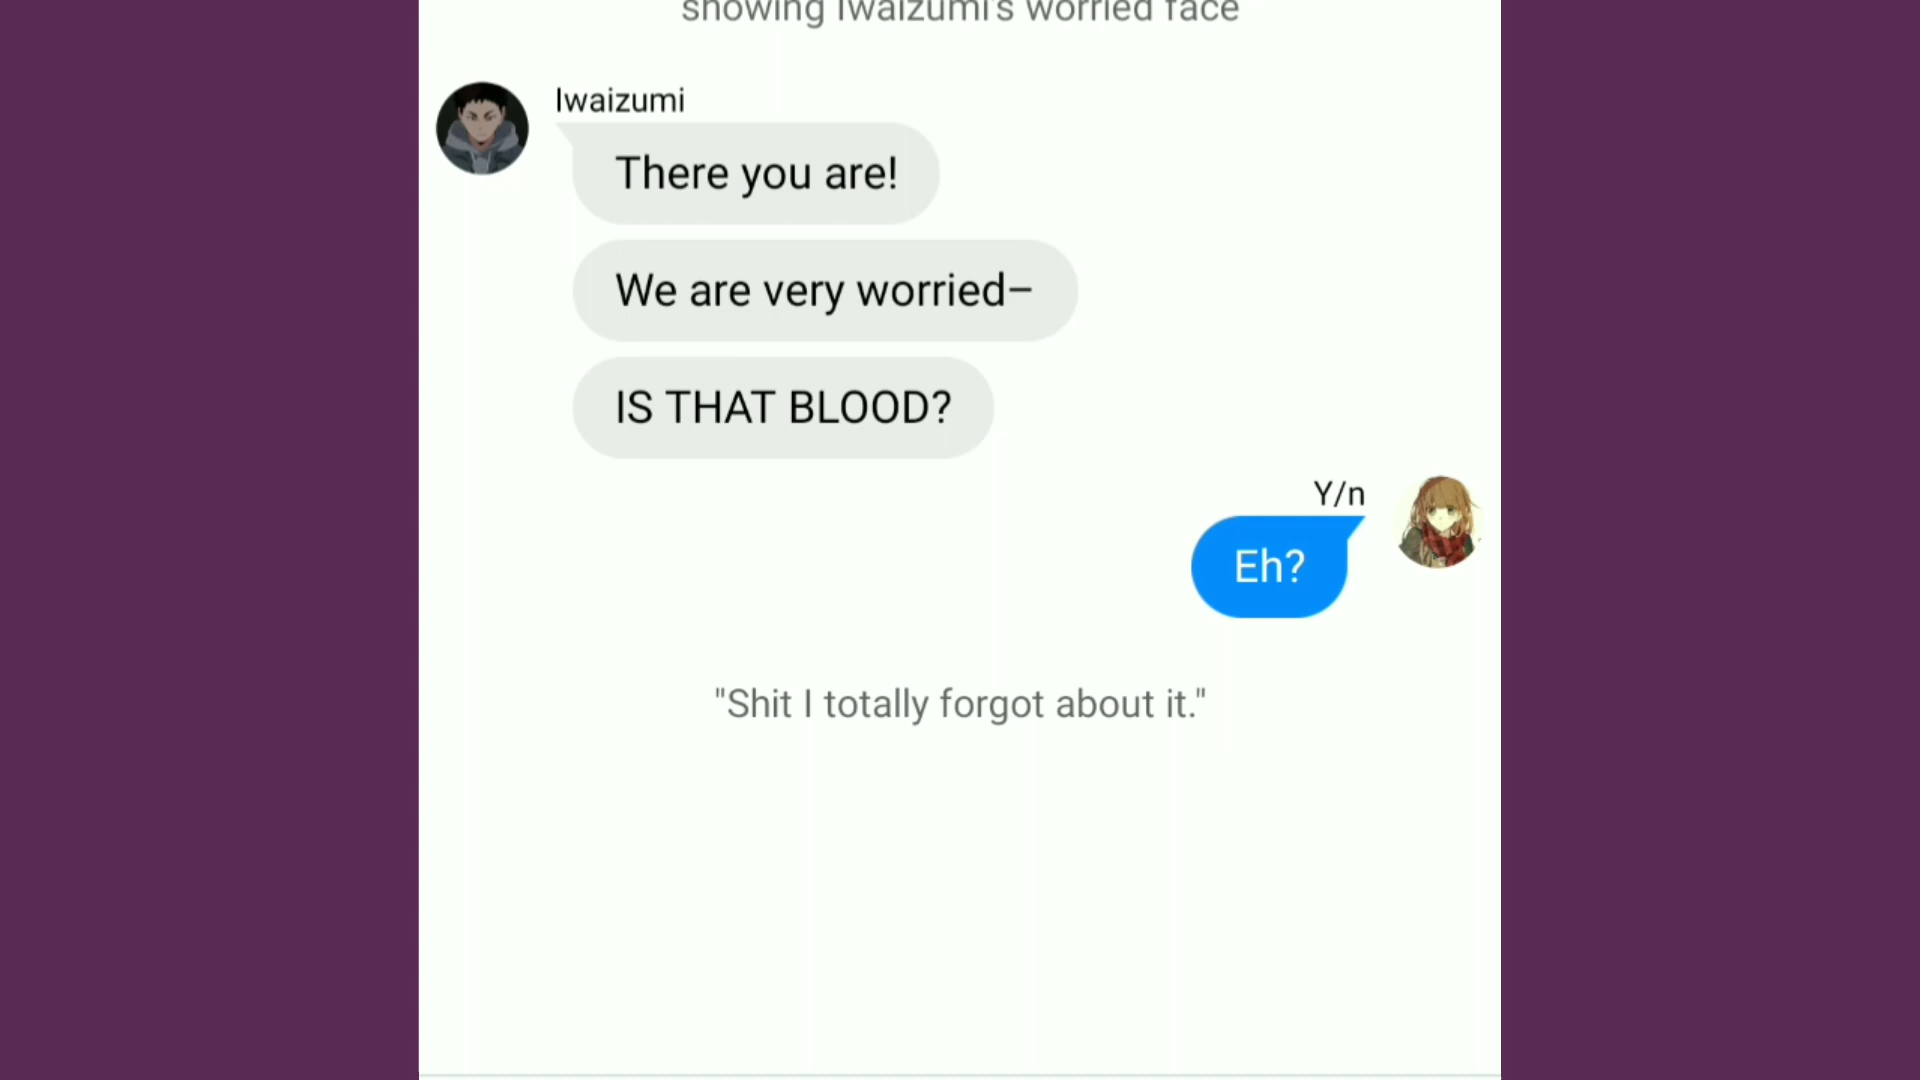 showing Iwaizumi's worried face
Iwaizumi
There you are!
We are very worried–
IS THAT BLOOD?
Y/n
Eh?
"Shit I totally forgot about it."